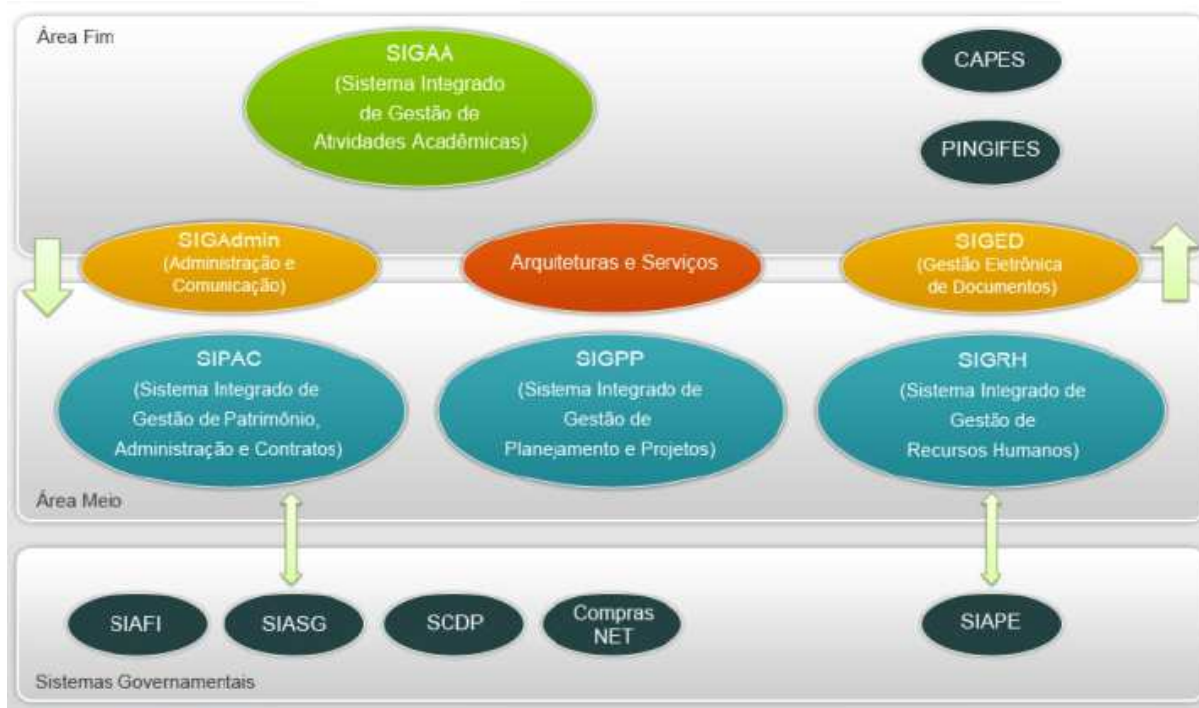 Área Fim
SIGAA
(Sistema Integrado
de Gestão de
Atividades Acadêmicas)
CAPES
PINGIFES
SIGAdmin
(Administração e
Comunicação)
Arquiteturas e Serviços
SIGED
(Gestão Eletrônica
de Documentos)
SIPAC
(Sistema Integrado de
Gestão de Patrimônio,
Administração e Contratos)
SIGPP
(Sistema Integrado de
Gestão de
Planejamento e Projetos)
SIGRH
(Sistema Integrado de
Gestão de
Recursos Humanos)
Área Meio
SIAFI
SIASG
SCDP
Compras
NET
SIAPE
Sistemas Governamentais